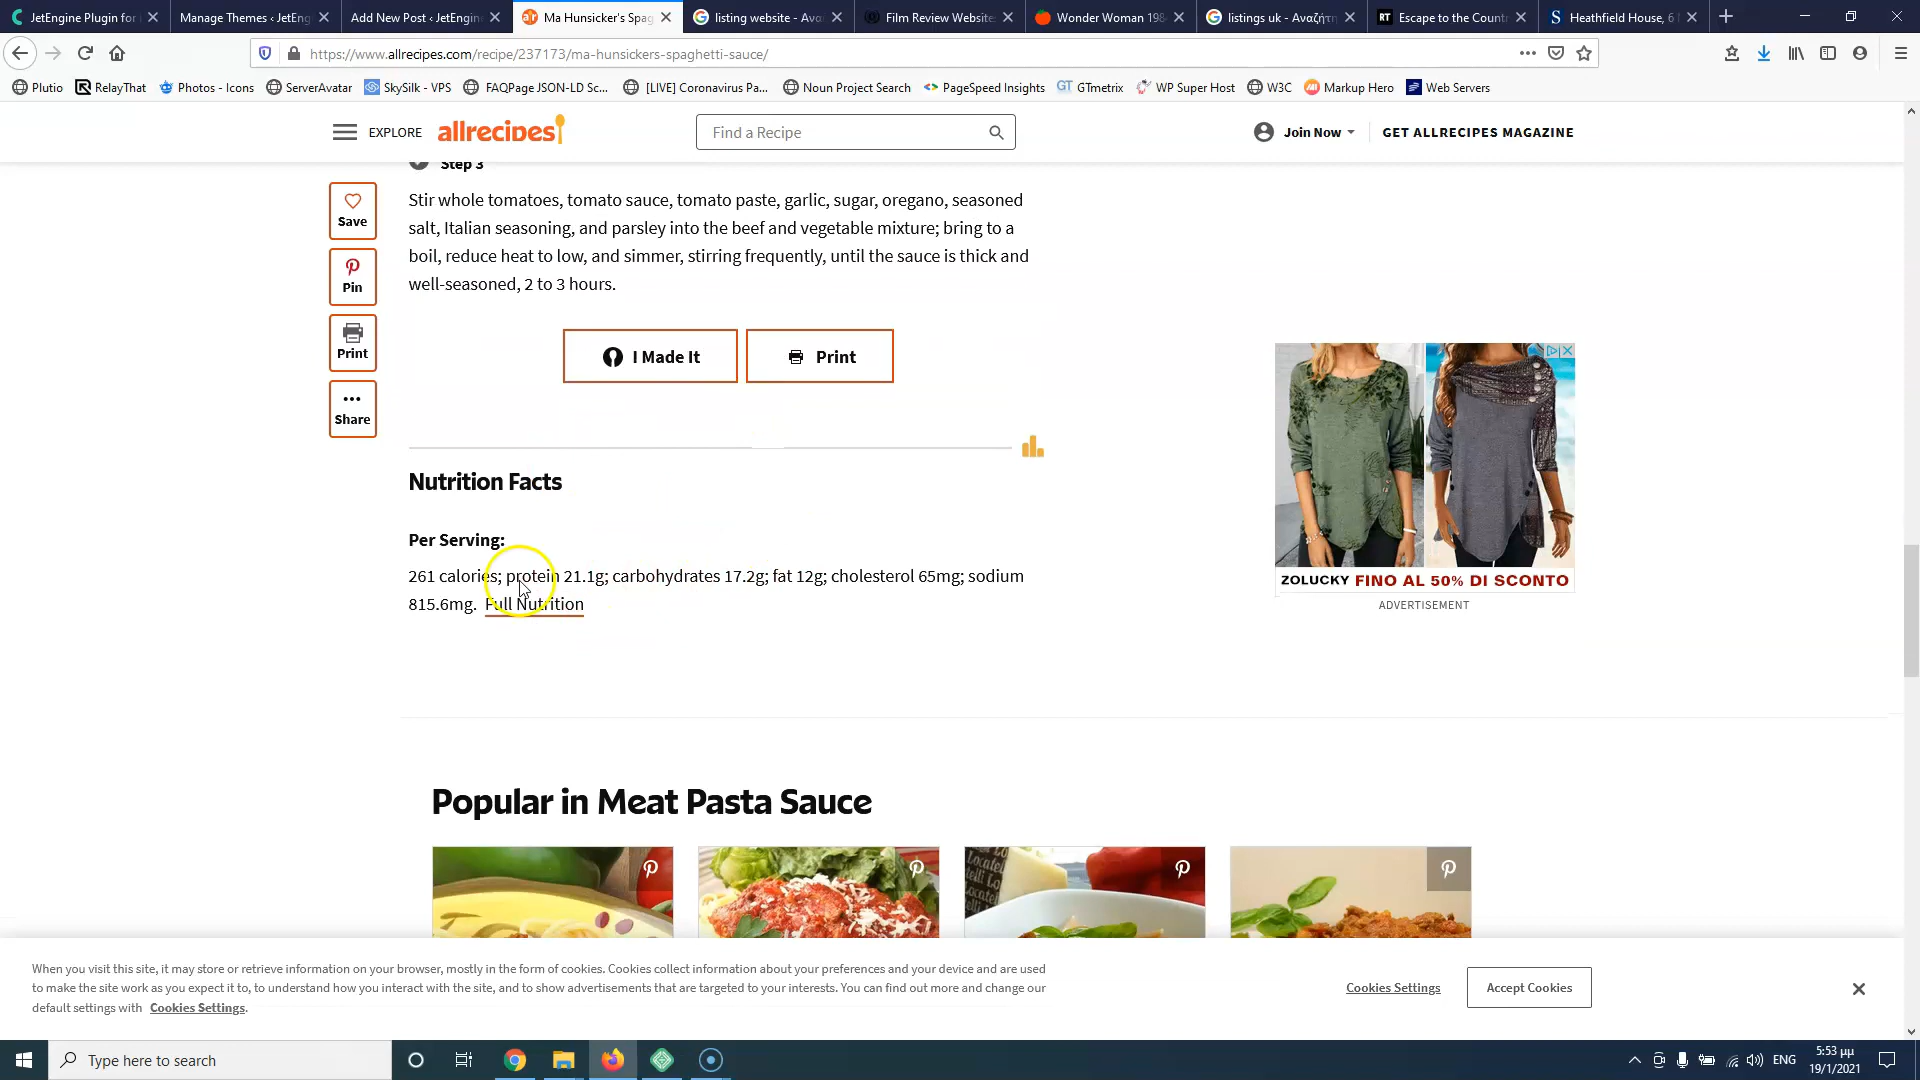 JetEngine Plugin for
Manage Themes ‹ JetEng
Add New Post ‹ JetEngin
Ma Hunsicker's Spag
listing website - Ανα
Film Review Website
Wonder Woman 198
listings uk - Αναζήτη
RT Escape to the Count
Heathfield House, 6
https://www.allrecipes.com/recipe/237173/ma-hunsickers-spaghetti-sauce/
Plutio
RelayThat
Photos - Icons
ServerAvatar
SkySilk - VPS
FAQPage JSON-LD Sc...
[LIVE] Coronavirus Pa...
Noun Project Search
PageSpeed Insights
GT GTmetrix
WP Super Host
W3C
Markup Hero
Web Servers
EXPLORE
allrecipes
Find a Recipe
Join Now
GET ALLRECIPES MAGAZINE
Step 3
Save
Pin
Print
Share
Stir whole tomatoes, tomato sauce, tomato paste, garlic, sugar, oregano, seasoned
salt, Italian seasoning, and parsley into the beef and vegetable mixture; bring to a
boil, reduce heat to low, and simmer, stirring frequently, until the sauce is thick and
well-seasoned, 2 to 3 hours.
I Made It
Print
Nutrition Facts
Per Serving:
261 calories; protein 21.1g; carbohydrates 17.2g; fat 12g; cholesterol 65mg; sodium
815.6mg. Full Nutrition
ZOLUCKY FINO AL 50% DI SCONTO
ADVERTISEMENT
Popular in Meat Pasta Sauce
When you visit this site, it may store or retrieve information on your browser, mostly in the form of cookies. Cookies collect information about your preferences and your device and are used
to make the site work as you expect it to, to understand how you interact with the site, and to show advertisements that are targeted to your interests. You can find out more and change our
default settings with Cookies Settings.
Cookies Settings
Accept Cookies
Type here to search
ENG
5:53 μμ
19/1/2021